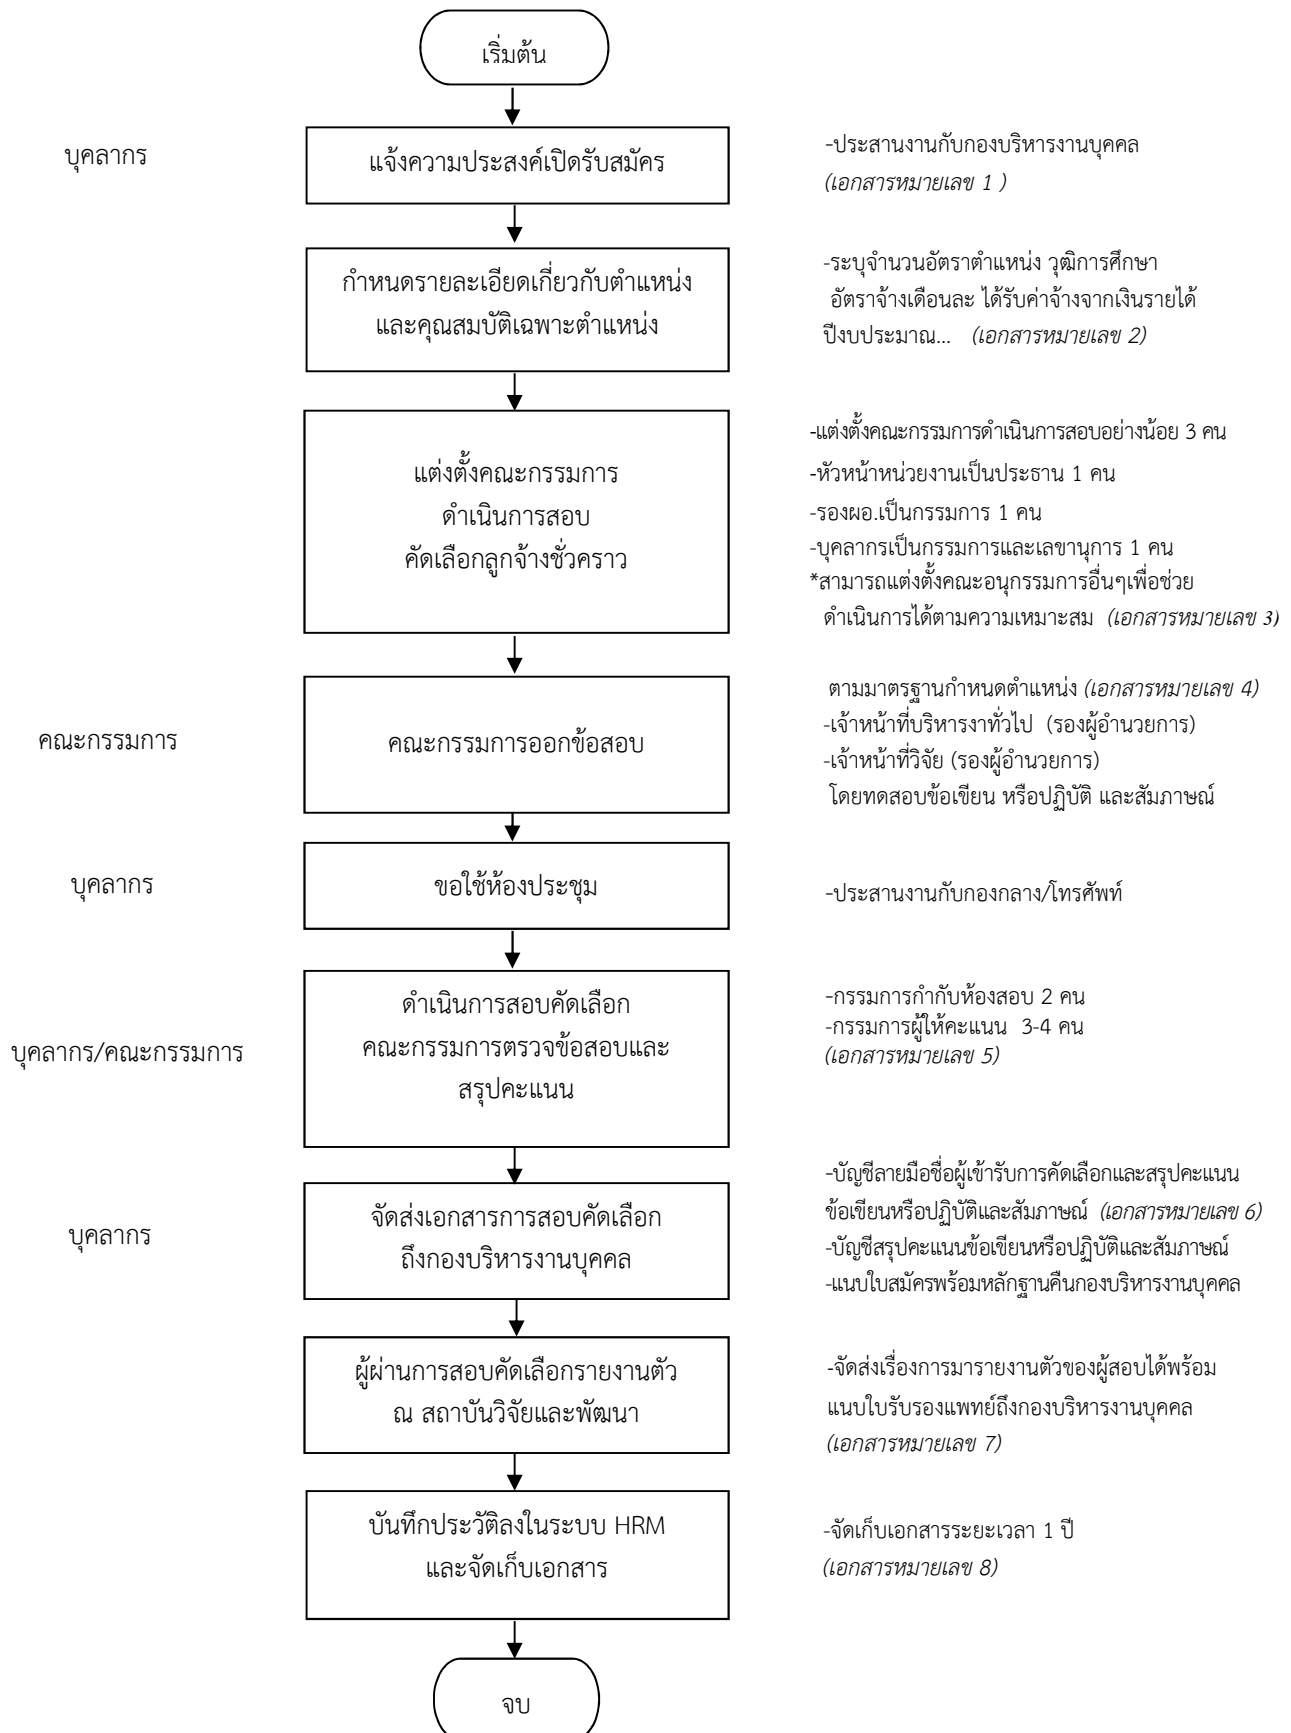 เริ่มต้น
บุคลากร
แจ้งความประสงค์เปิดรับสมัคร
-ประสานงานกับกองบริหารงานบุคคล
(เอกสารหมายเลข 1 )
กำหนดรายละเอียดเกี่ยวกับตำแหน่ง
และคุณสมบัติเฉพาะตำแหน่ง
-ระบุจำนวนอัตราตำแหน่ง วุฒิการศึกษา
อัตราจ้างเดือนละ ได้รับค่าจ้างจากเงินรายได้
ปีงบประมาณ... (เอกสารหมายเลข 2)
แต่งตั้งคณะกรรมการ
ดำเนินการสอบ
คัดเลือกลูกจ้างชั่วคราว
-แต่งตั้งคณะกรรมการดำเนินการสอบอย่างน้อย 3 คน
-หัวหน้าหน่วยงานเป็นประธาน 1 คน
-รองผอ.เป็นกรรมการ 1 คน
-บุคลากรเป็นกรรมการและเลขานุการ 1 คน
*สามารถแต่งตั้งคณะอนุกรรมการอื่นๆเพื่อช่วย
ดำเนินการได้ตามความเหมาะสม (เอกสารหมายเลข 3)
คณะกรรมการ
คณะกรรมการออกข้อสอบ
ตามมาตรฐานกำหนดตำแหน่ง (เอกสารหมายเลข 4)
-เจ้าหน้าที่บริหารงาทั่วไป (รองผู้อำนวยการ)
-เจ้าหน้าที่วิจัย (รองผู้อำนวยการ)
โดยทดสอบข้อเขียน หรือปฏิบัติ และสัมภาษณ์
บุคลากร
ขอใช้ห้องประชุม
-ประสานงานกับกองกลาง/โทรศัพท์
บุคลากร/คณะกรรมการ
ดำเนินการสอบคัดเลือก
คณะกรรมการตรวจข้อสอบและ
สรุปคะแนน
-กรรมการกำกับห้องสอบ 2 คน
-กรรมการผู้ให้คะแนน 3-4 คน
(เอกสารหมายเลข 5)
บุคลากร
จัดส่งเอกสารการสอบคัดเลือก
ถึงกองบริหารงานบุคคล
-บัญชีลายมือชื่อผู้เข้ารับการคัดเลือกและสรุปคะแนน
ข้อเขียนหรือปฏิบัติและสัมภาษณ์ (เอกสารหมายเลข 6)
-บัญชีสรุปคะแนนข้อเขียนหรือปฏิบัติและสัมภาษณ์
-แนบใบสมัครพร้อมหลักฐานคืนกองบริหารงานบุคคล
ผู้ผ่านการสอบคัดเลือกรายงานตัว
ณ สถาบันวิจัยและพัฒนา
-จัดส่งเรื่องการมารายงานตัวของผู้สอบได้พร้อม
แนบใบรับรองแพทย์ถึงกองบริหารงานบุคคล
(เอกสารหมายเลข 7)
บันทึกประวัติลงในระบบ HRM
และจัดเก็บเอกสาร
-จัดเก็บเอกสารระยะเวลา 1 ปี
(เอกสารหมายเลข 8)
จบ